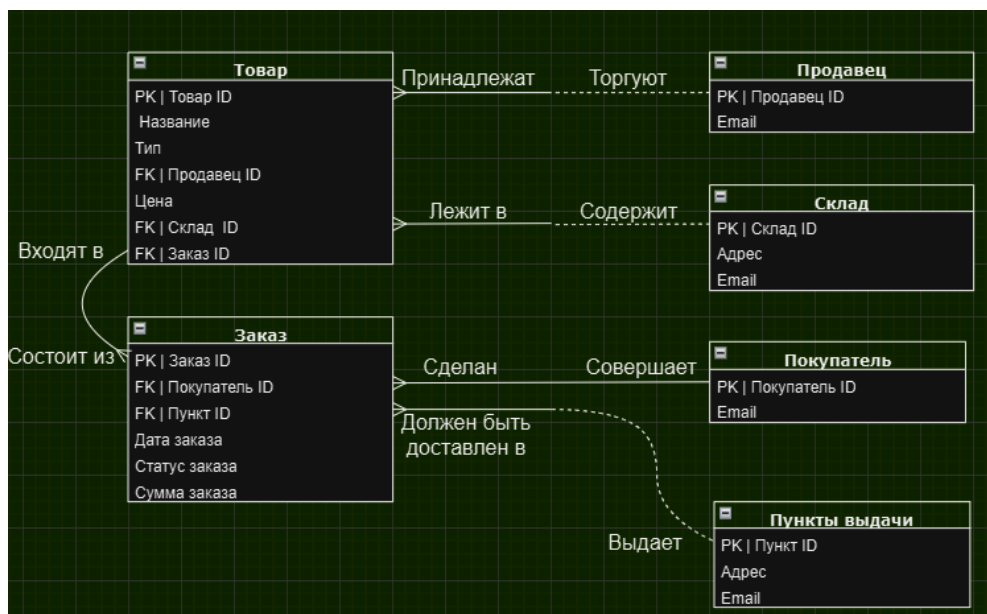 Товар
PK | Товар ID
Название
Тип
FK | Продавец ID
Цена
FK | Склад ID
FK | Заказ ID
Принадлежат
Торгуют
Продавец
PK | Продавец ID
Email
Лежит в
Содержит
Склад
PK | Склад ID
Адрес
Email
Входят в
Состоит из
Заказ
PK | Заказ ID
FK | Покупатель ID
FK | Пункт ID
Дата заказа
Статус заказа
Сумма заказа
Сделан
Совершает
Покупатель
PK | Покупатель ID
Email
Должен быть
доставлен в
Выдает
Пункты выдачи
PK | Пункт ID
Адрес
Email